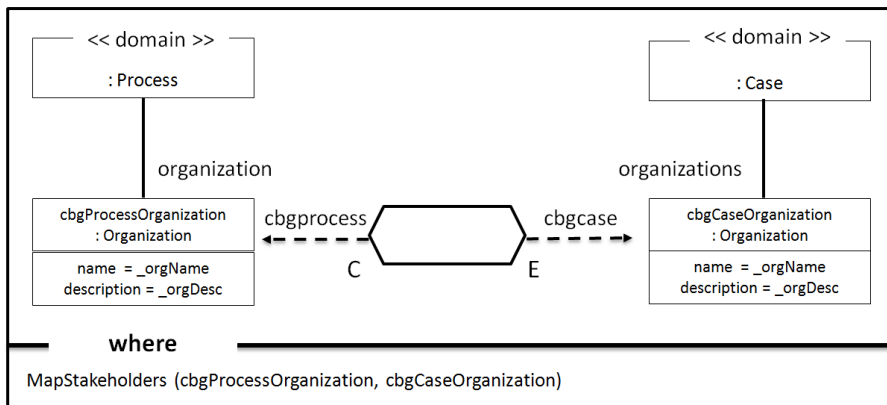 << domain >>
: Process
organization
cbgProcessOrganization
: Organization
name = _orgName
description = _orgDesc
cbgprocess
C
cbgcase
E
<< domain >>
: Case
organizations
cbgCaseOrganization
: Organization
name = _orgName
description = _orgDesc
where
MapStakeholders (cbgProcessOrganization, cbgCaseOrganization)